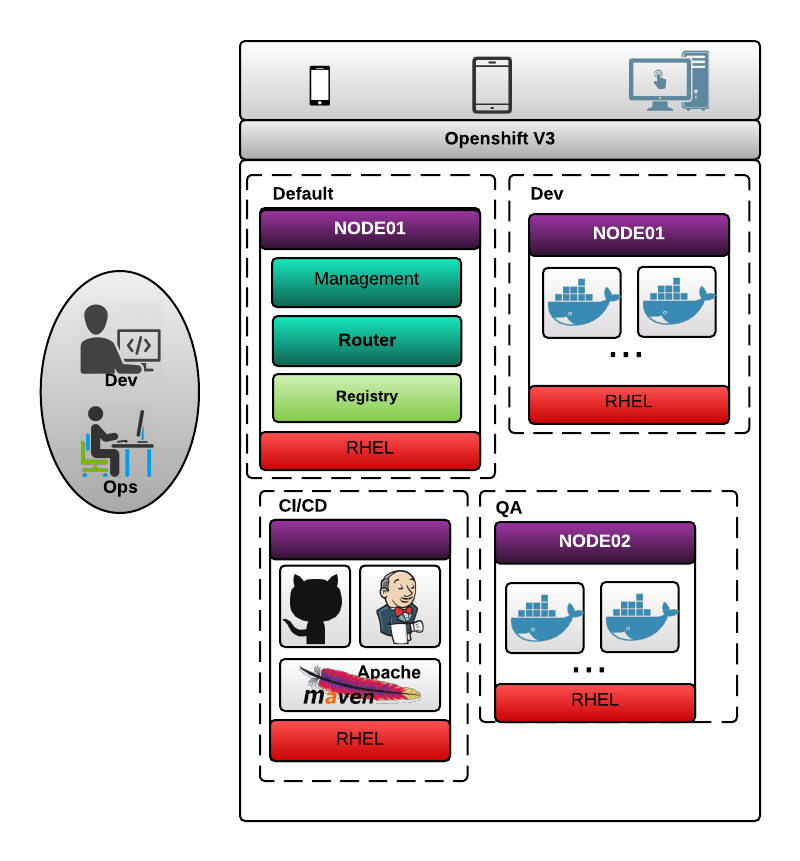 Openshift V3
Default
NODE01
Management
Router
Registry
RHEL
Dev
NODE01
...
RHEL
</>
Dev
Ops
CI/CD
Apache
maven
RHEL
QA
NODE02
...
RHEL